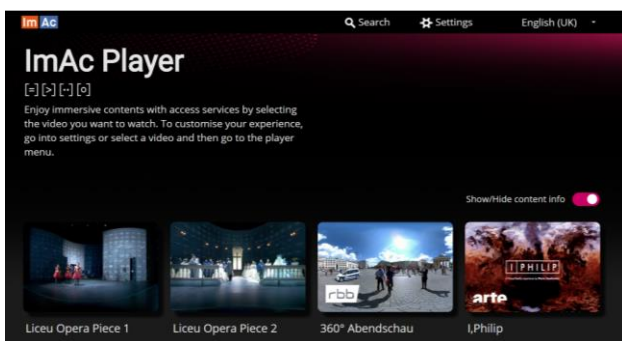 Im Ac
Search
Settings
English (UK)
ImAc Player
[=] [>] [··] [o]
Enjoy immersive contents with access services by selecting
the video you want to watch. To customise your experience,
go into settings or select a video and then go to the player
menu.
Show/Hide content info
rbb
I PHILIP
arte
Liceu Opera Piece 1
Liceu Opera Piece 2
360° Abendschau
I,Philip